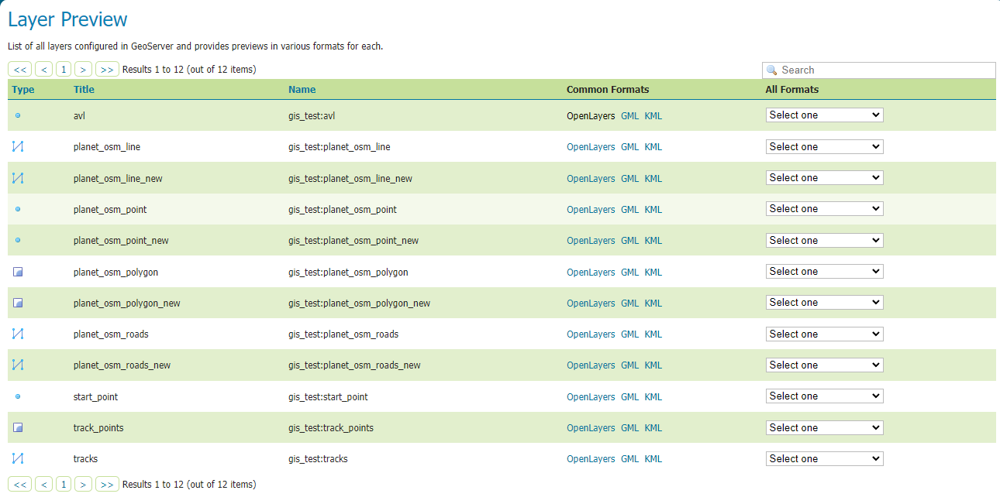 Layer Preview
List of all layers configured in GeoServer and provides previews in various formats for each.
<< < 1 > >> Results 1 to 12 (out of 12 items) Search
Type Title Name Common Formats All Formats
avl gis_test:avl OpenLayers GML KML Select one
planet_osm_line gis_test:planet_osm_line OpenLayers GML KML Select one
planet_osm_line_new gis_test:planet_osm_line_new OpenLayers GML KML Select one
planet_osm_point gis_test:planet_osm_point OpenLayers GML KML Select one
planet_osm_point_new gis_test:planet_osm_point_new OpenLayers GML KML Select one
planet_osm_polygon gis_test:planet_osm_polygon OpenLayers GML KML Select one
planet_osm_polygon_new gis_test:planet_osm_polygon_new OpenLayers GML KML Select one
planet_osm_roads gis_test:planet_osm_roads OpenLayers GML KML Select one
planet_osm_roads_new gis_test:planet_osm_roads_new OpenLayers GML KML Select one
start_point gis_test:start_point OpenLayers GML KML Select one
track_points gis_test:track_points OpenLayers GML KML Select one
tracks gis_test:tracks OpenLayers GML KML Select one
<< < 1 > >> Results 1 to 12 (out of 12 items)